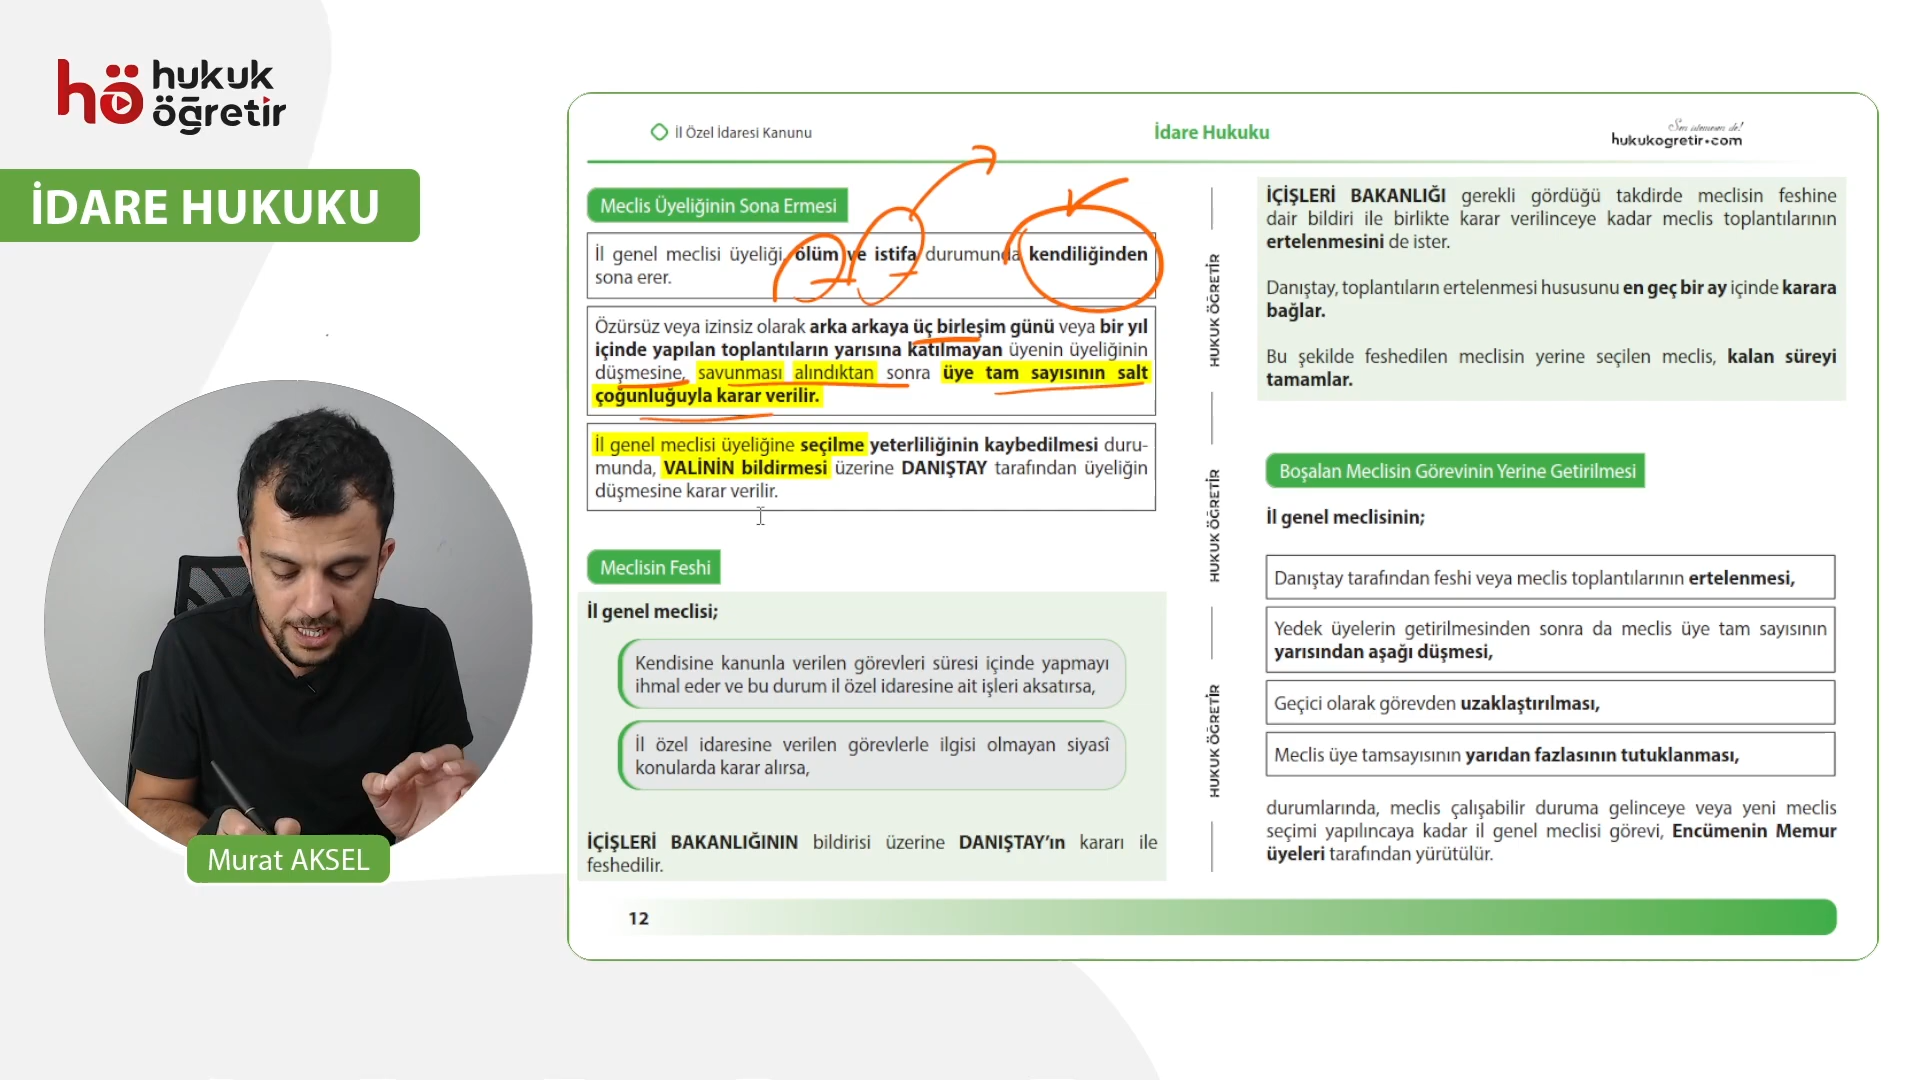 hukuk
öğretir
İDARE HUKUKU
Murat AKSEL
İl Özel İdaresi Kanunu
İdare Hukuku
Sen istersen de!
hukukogretir•com
Meclis Üyeliğinin Sona Ermesi
İl genel meclisi üyeliği, ölüm ve istifa durumunda kendiliğinden
sona erer.
Özürsüz veya izinsiz olarak arka arkaya üç birleşim günü veya bir yıl
içinde yapılan toplantıların yarısına katılmayan üyenin üyeliğinin
düşmesine, savunması alındıktan sonra üye tam sayısının salt
çoğunluğuyla karar verilir.
İl genel meclisi üyeliğine seçilme yeterliliğinin kaybedilmesi duru-
munda, VALİNİN bildirmesi üzerine DANIŞTAY tarafından üyeliğin
düşmesine karar verilir.
Meclisin Feshi
İl genel meclisi;
Kendisine kanunla verilen görevleri süresi içinde yapmayı
ihmal eder ve bu durum il özel idaresine ait işleri aksatırsa,
İl özel idaresine verilen görevlerle ilgisi olmayan siyasî
konularda karar alırsa,
İÇİŞLERİ BAKANLIĞININ bildirisi üzerine DANIŞTAY'ın kararı ile
feshedilir.
12
HUKUK ÖĞRETİR
HUKUK ÖĞRETİR
HUKUK ÖĞRETİR
İÇİŞLERİ BAKANLIĞI gerekli gördüğü takdirde meclisin feshine
dair bildiri ile birlikte karar verilinceye kadar meclis toplantılarının
ertelenmesini de ister.
Danıştay, toplantıların ertelenmesi hususunu en geç bir ay içinde karara
bağlar.
Bu şekilde feshedilen meclisin yerine seçilen meclis, kalan süreyi
tamamlar.
Boşalan Meclisin Görevinin Yerine Getirilmesi
İl genel meclisinin;
Danıştay tarafından feshi veya meclis toplantılarının ertelenmesi,
Yedek üyelerin getirilmesinden sonra da meclis üye tam sayısının
yarısından aşağı düşmesi,
Geçici olarak görevden uzaklaştırılması,
Meclis üye tamsayısının yarıdan fazlasının tutuklanması,
durumlarında, meclis çalışabilir duruma gelinceye veya yeni meclis
seçimi yapılıncaya kadar il genel meclisi görevi, Encümenin Memur
üyeleri tarafından yürütülür.